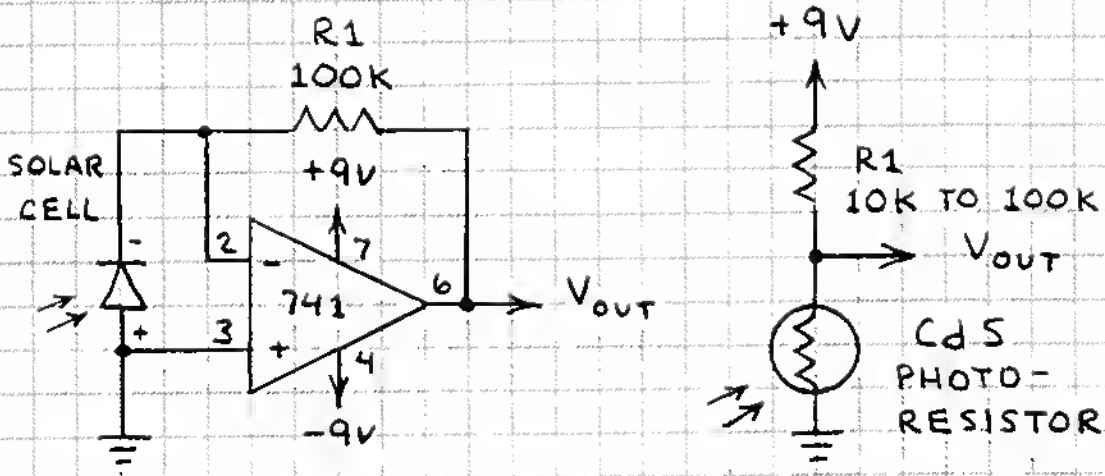 R1
100K
SOLAR
CELL
+9V
-
2
-
7
741
6
VOUT
+
3
+
4
-9V
+9V
R1
10K TO 100K
VOUT
CdS
PHOTO-
RESISTOR